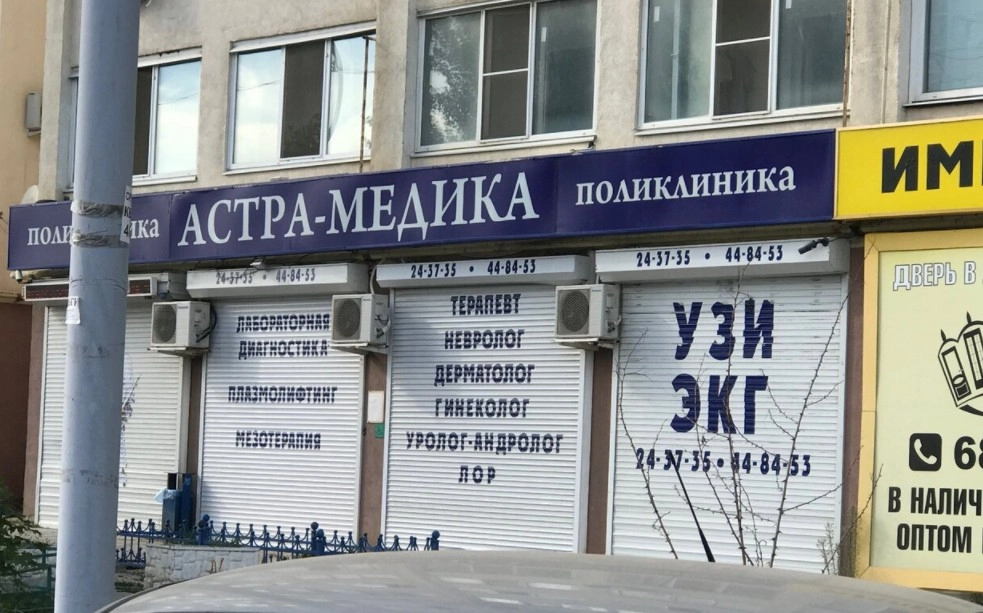 АСТРА-МЕДИКА
ПОЛИКЛИНИКА
24-37-35 • 44-84-53
ЛАБОРАТОРНАЯ
ДИАГНОСТИКА
ПЛАЗМОЛИФТИНГ
МЕЗОТЕРАПИЯ
24-37-35 • 44-84-53
ТЕРАПЕВТ
НЕВРОЛОГ
ДЕРМАТОЛОГ
ГИНЕКОЛОГ
УРОЛОГ-АНДРОЛОГ
ЛОР
24-37-35 • 44-84-53
УЗИ
ЭКГ
24-37-35 • 44-84-53
ДВЕРЬ В
68
В НАЛИЧ
ОПТОМ